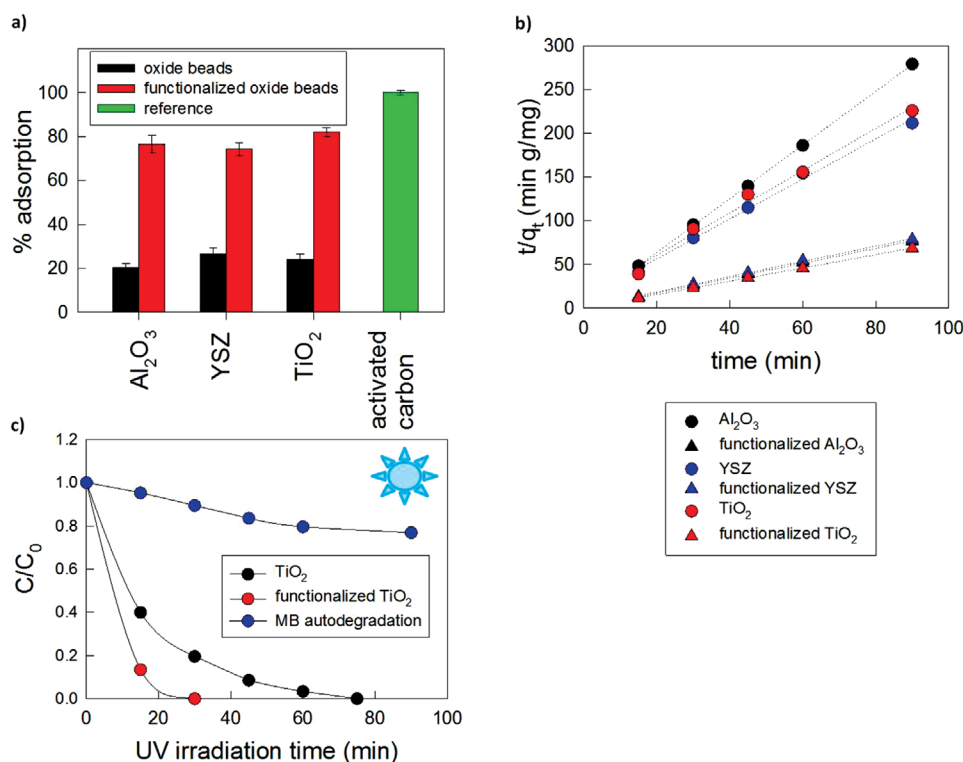 a)
% adsorption
100
80
60
40
20
0
oxide beads
functionalized oxide beads
reference
Al₂O₃
YSZ
TiO₂
activated
carbon
b)
t/qₜ (min g/mg)
300
250
200
150
100
50
0
0 20 40 60 80 100
time (min)
Al₂O₃
functionalized Al₂O₃
YSZ
functionalized YSZ
TiO₂
functionalized TiO₂
c)
C/C₀
1.2
1.0
0.8
0.6
0.4
0.2
0.0
TiO₂
functionalized TiO₂
MB autodegradation
0 20 40 60 80 100
UV irradiation time (min)